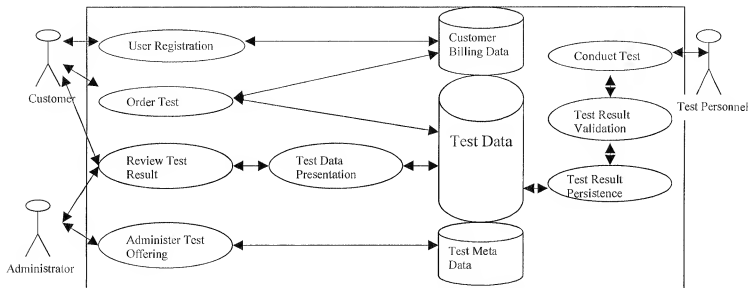 Customer
User Registration
Customer
Billing Data
Conduct Test
Test Personnel
Order Test
Test Data
Test Result
Validation
Review Test
Result
Test Data
Presentation
Test Result
Persistence
Administrator
Administer Test
Offering
Test Meta
Data